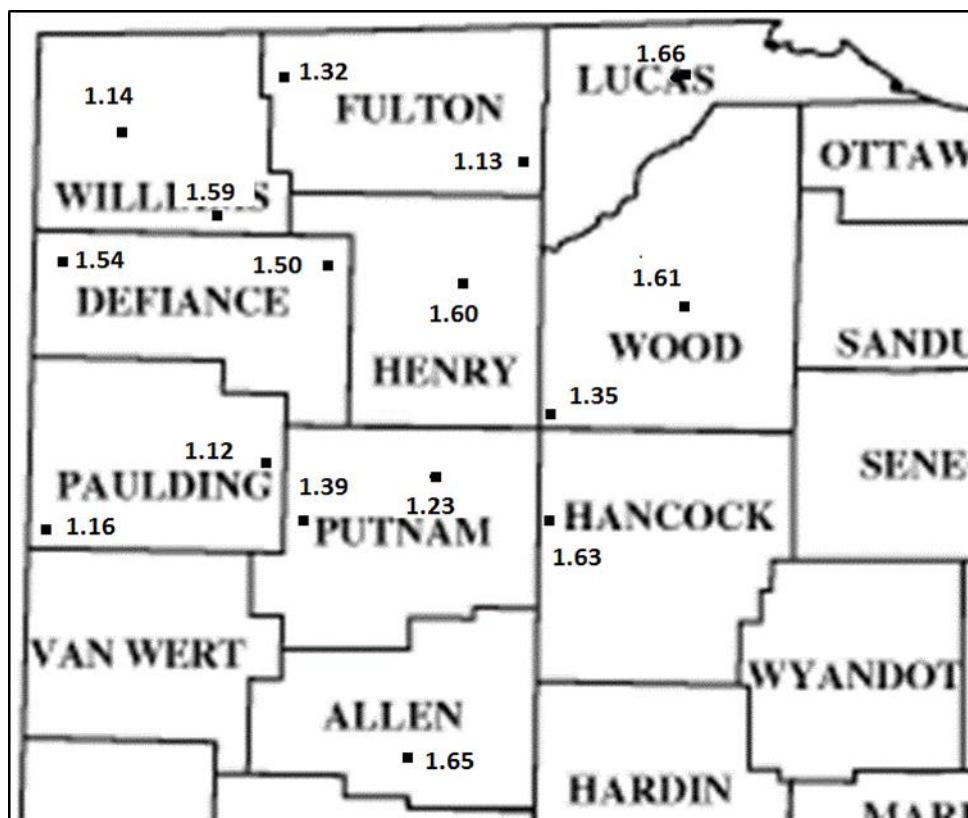 1.66
1.32
LUCAS
1.14
FULTON
1.13
OTTAW
WILLIAMS
1.59
1.54
1.50
DEFIANCE
1.60
1.61
HENRY
WOOD
SANDU
1.35
1.12
PAULDING
1.39
1.23
SENE
1.16
PUTNAM
HANCOCK
1.63
VAN WERT
WYANDOT
ALLEN
1.65
HARDIN
MARI